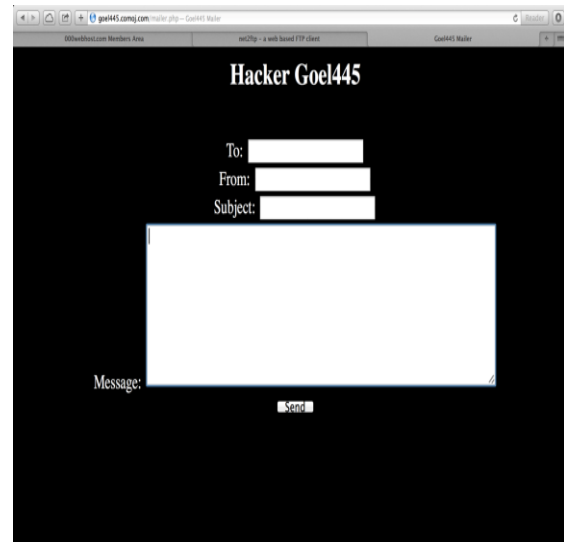 goel445.comoj.com/mailer.php — Goel445 Mailer
Reader
000webhost.com Members Area
net2ftp - a web based FTP client
Goel445 Mailer
Hacker Goel445
To:
From:
Subject:
Message:
Send